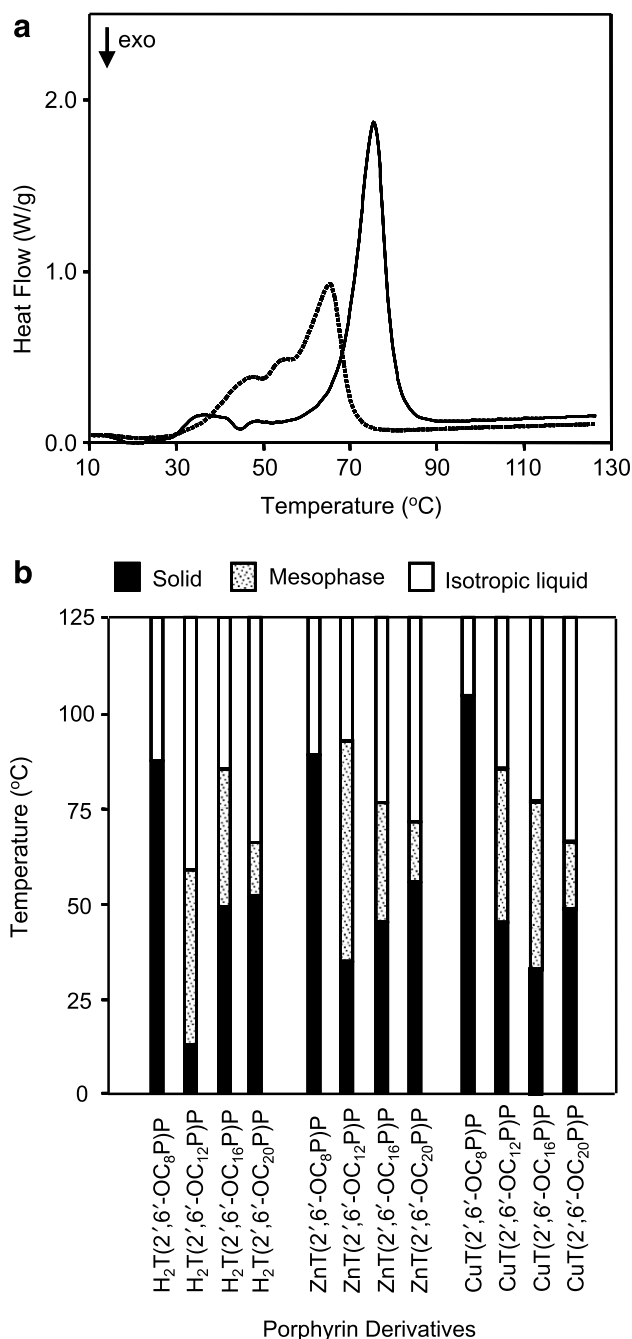 a
exo
2.0
1.0
0.0
10 30 50 70 90 110 130
Heat Flow (W/g)
Temperature (ºC)
b
Solid Mesophase Isotropic liquid
125
100
75
50
25
0
Temperature (ºC)
H₂T(2′,6′-OC₈P)P
H₂T(2′,6′-OC₁₂P)P
H₂T(2′,6′-OC₁₆P)P
H₂T(2′,6′-OC₂₀P)P
ZnT(2′,6′-OC₈P)P
ZnT(2′,6′-OC₁₂P)P
ZnT(2′,6′-OC₁₆P)P
ZnT(2′,6′-OC₂₀P)P
CuT(2′,6′-OC₈P)P
CuT(2′,6′-OC₁₂P)P
CuT(2′,6′-OC₁₆P)P
CuT(2′,6′-OC₂₀P)P
Porphyrin Derivatives